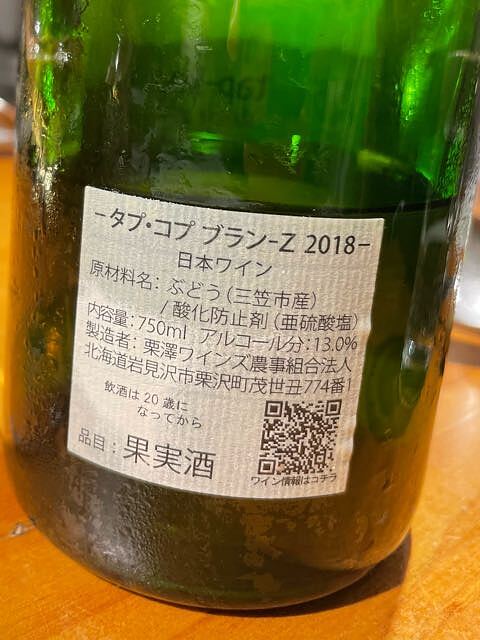 -タプ・コプ ブラン-Z 2018-
日本ワイン
原材料名：ぶどう（三笠市産）
/ 酸化防止剤（亜硫酸塩）
内容量：750ml アルコール分：13.0%
製造者：栗澤ワインズ農事組合法人
北海道岩見沢市栗沢町茂世丑774番1
飲酒は20歳に
なってから
品目：果実酒
ワイン情報はコチラ